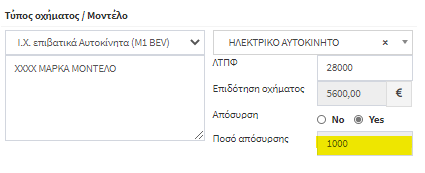 Τύπος οχήματος / Μοντέλο
Ι.Χ. επιβατικά Αυτοκίνητα (M1 BEV)
ΗΛΕΚΤΡΙΚΟ ΑΥΤΟΚΙΝΗΤΟ ×
XXXX ΜΑΡΚΑ ΜΟΝΤΕΛΟ
ΛΤΠΦ 28000
Επιδότηση οχήματος 5600,00 €
Απόσυρση No Yes
Ποσό απόσυρσης 1000